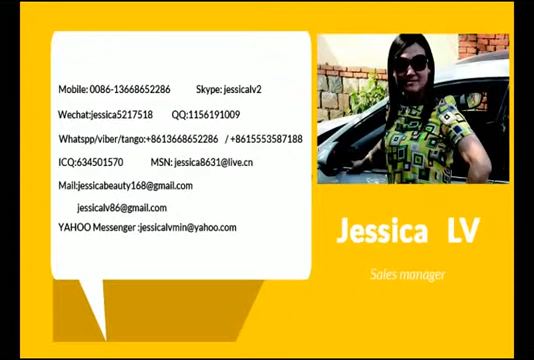 Mobile: 0086-13668652286 Skype: jessicalv2
Wechat:jessica5217518 QQ:1156191009
Whatspp/viber/tango:+8613668652286 /+8615553587188
ICQ:634501570 MSN: jessica8631@live.cn
Mail:jessicabeauty168@gmail.com
jessicalv86@gmail.com
YAHOO Messenger :jessicalvmin@yahoo.com
Jessica LV
Sales manager